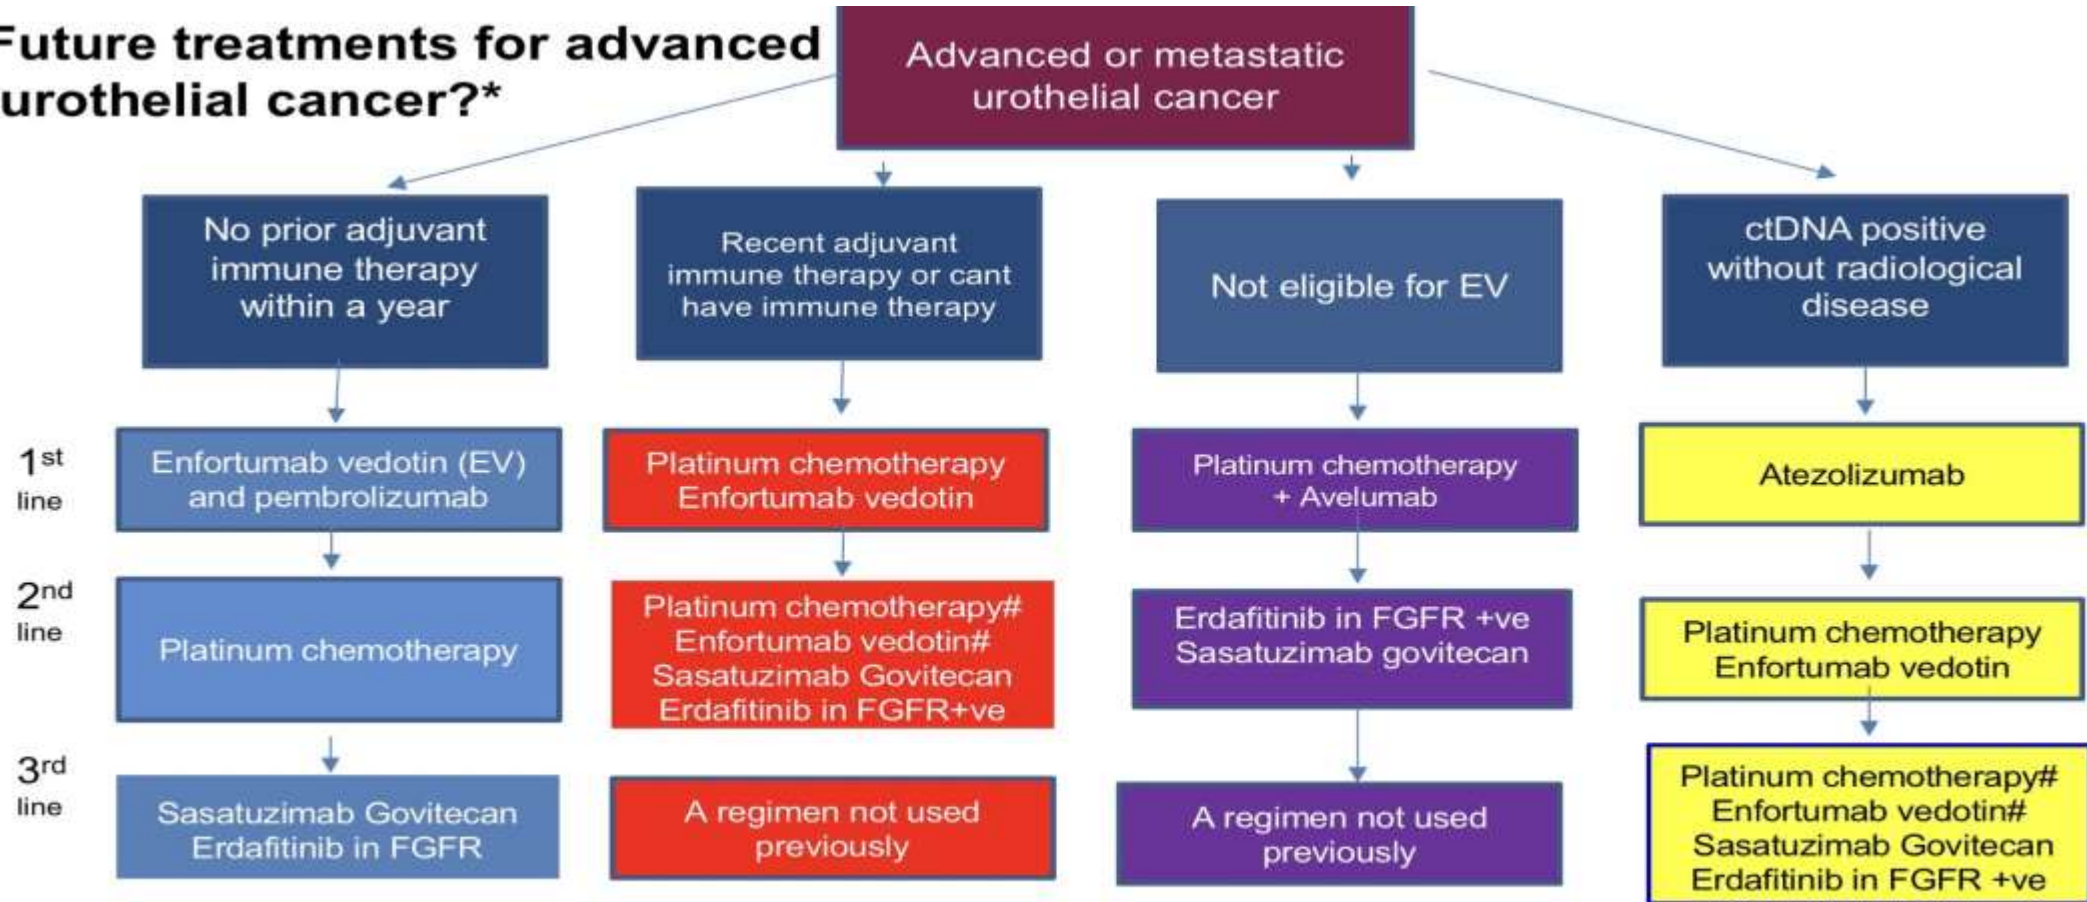 Future treatments for advanced
urothelial cancer?*
Advanced or metastatic
urothelial cancer
No prior adjuvant
immune therapy
within a year
Recent adjuvant
immune therapy or cant
have immune therapy
Not eligible for EV
ctDNA positive
without radiological
disease
1st
line
Enfortumab vedotin (EV)
and pembrolizumab
Platinum chemotherapy
Enfortumab vedotin
Platinum chemotherapy
+ Avelumab
Atezolizumab
2nd
line
Platinum chemotherapy
Platinum chemotherapy#
Enfortumab vedotin#
Sasatuzimab Govitecan
Erdafitinib in FGFR+ve
Erdafitinib in FGFR +ve
Sasatuzimab govitecan
Platinum chemotherapy
Enfortumab vedotin
3rd
line
Sasatuzimab Govitecan
Erdafitinib in FGFR
A regimen not used
previously
A regimen not used
previously
Platinum chemotherapy#
Enfortumab vedotin#
Sasatuzimab Govitecan
Erdafitinib in FGFR +ve